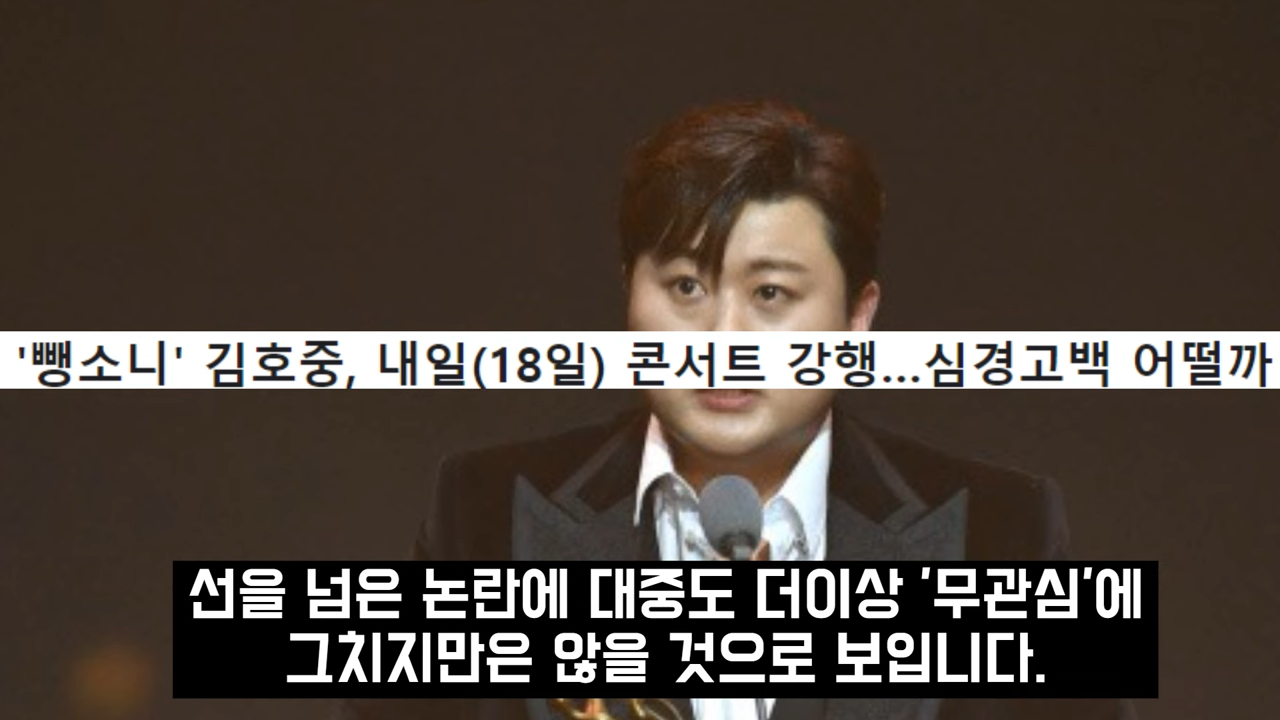 '뺑소니' 김호중, 내일(18일) 콘서트 강행...심경고백 어떨까
선을 넘은 논란에 대중도 더이상 '무관심'에
그치지만은 않을 것으로 보입니다.